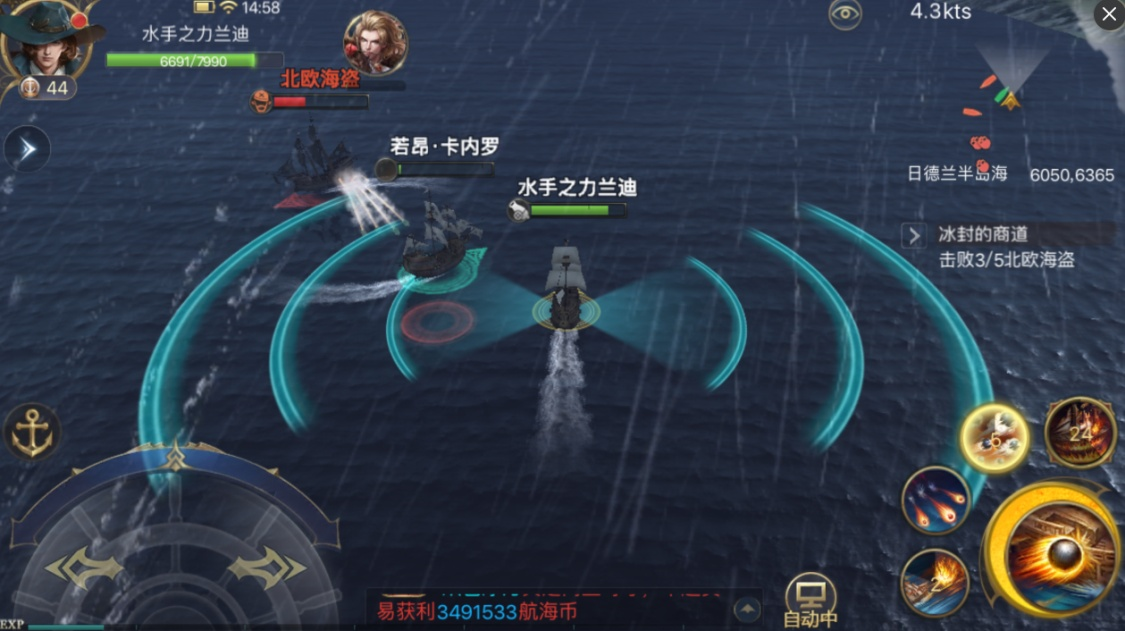 14:58
4.3kts
水手之力兰迪
6691/7990
44
北欧海盗
若昂·卡内罗
水手之力兰迪
日德兰半岛海 6050,6365
冰封的商道
击败3/5北欧海盗
5
24
2
易获利3491533航海币
自动中
EXP